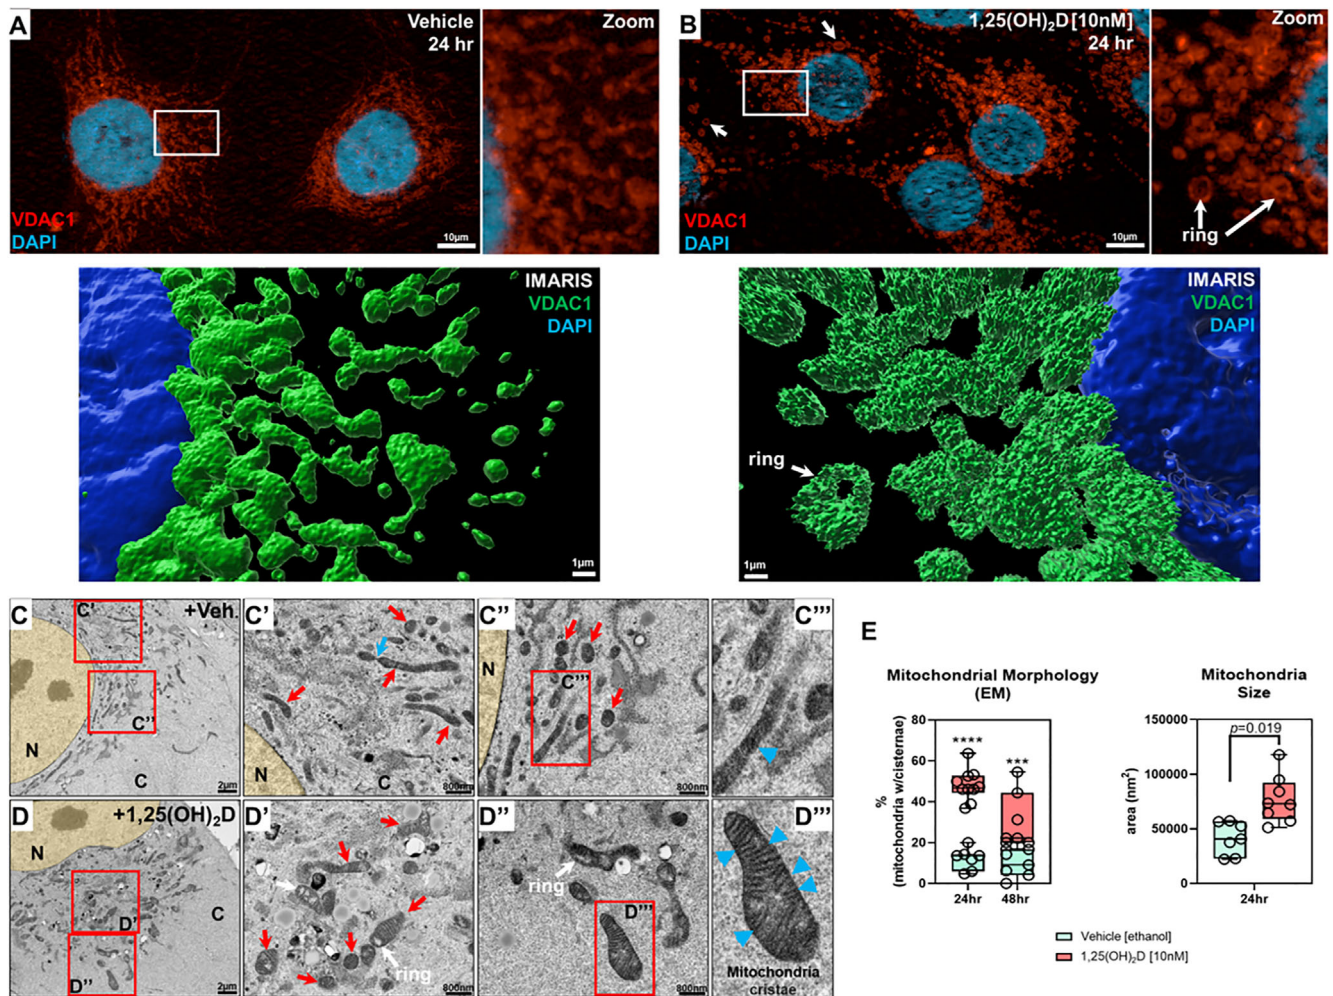 A
Vehicle
24 hr
Zoom
VDAC1
DAPI
10µm
B
1,25(OH)₂D [10nM]
24 hr
Zoom
VDAC1
DAPI
10µm
ring
IMARIS
VDAC1
DAPI
1µm
IMARIS
VDAC1
DAPI
ring
1µm
C
C'
+Veh.
C''
N
C
2µm
C'
N
C
800nm
C''
N
C'''
800nm
C'''
D
+1,25(OH)₂D
N
C
D'
D''
2µm
D'
ring
800nm
D''
ring
D'''
800nm
D'''
Mitochondria
cristae
E
Mitochondrial Morphology
(EM)
%
(mitochondria w/cisternae)
80
60
40
20
0
****
***
24hr
48hr
Mitochondria
Size
area (nm²)
150000
100000
50000
0
p=0.019
24hr
Vehicle [ethanol]
1,25(OH)₂D [10nM]